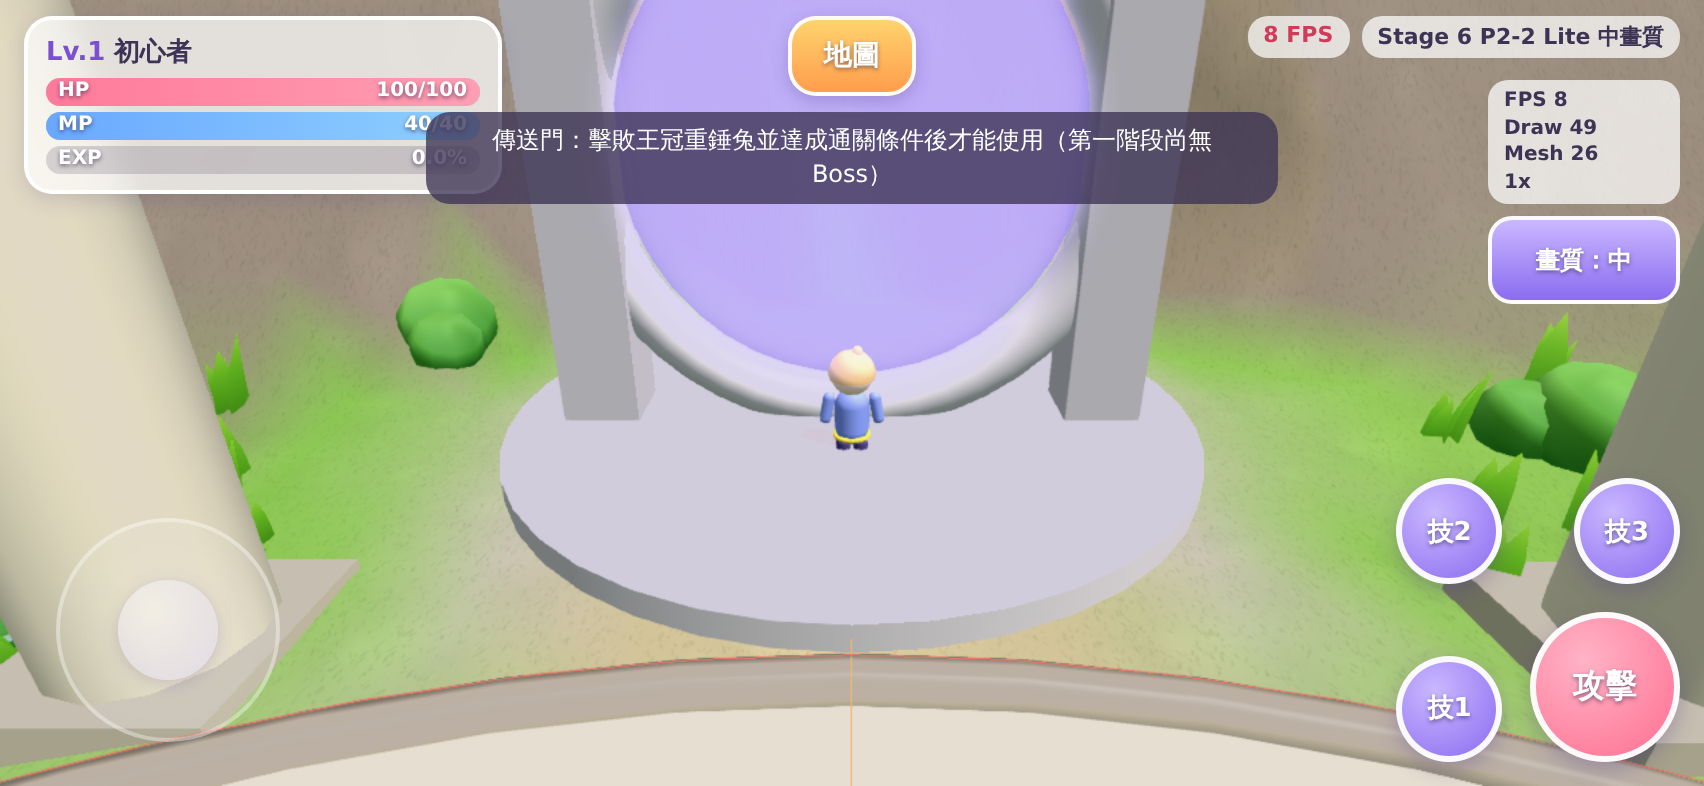 Lv.1 初心者
HP 100/100
MP 40/40
EXP 0.0%
地圖
傳送門：擊敗王冠重錘兔並達成通關條件後才能使用（第一階段尚無
Boss）
8 FPS
Stage 6 P2-2 Lite 中畫質
FPS 8
Draw 49
Mesh 26
1x
畫質：中
技2
技3
技1
攻擊